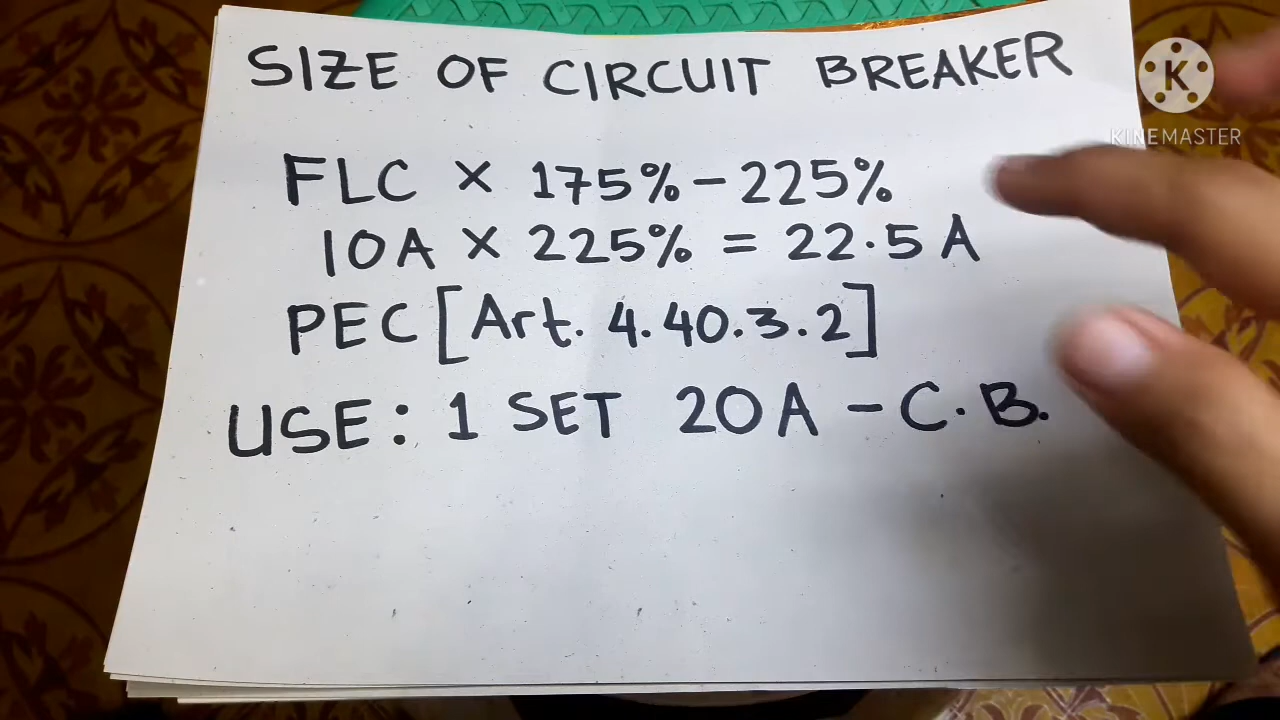 SIZE OF CIRCUIT BREAKER
K
KINEMASTER
FLC × 175% - 225%
10A × 225% = 22.5 A
PEC [Art. 4.40.3.2]
USE: 1 SET 20A - C.B.